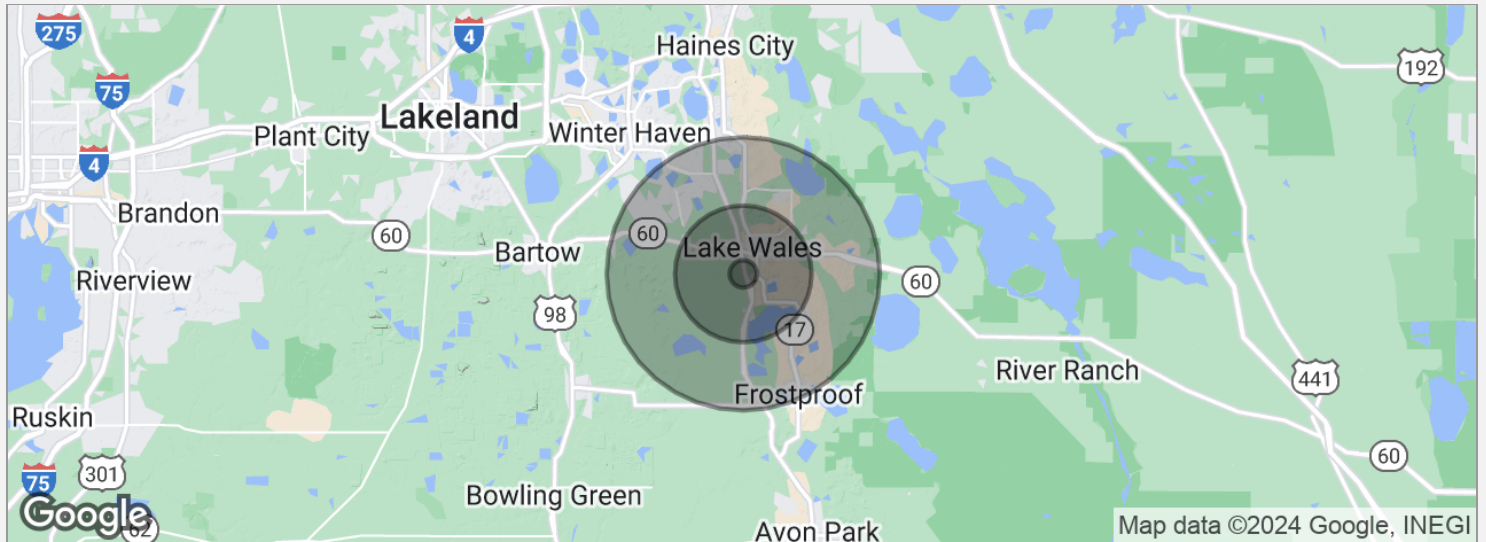 275
4
Haines City
192
75
Lakeland
Plant City
Winter Haven
4
Brandon
60
60
Bartow
Lake Wales
60
Riverview
98
17
River Ranch
441
Frostproof
Ruskin
60
75
301
Bowling Green
Google
62
Avon Park
Map data ©2024 Google, INEGI